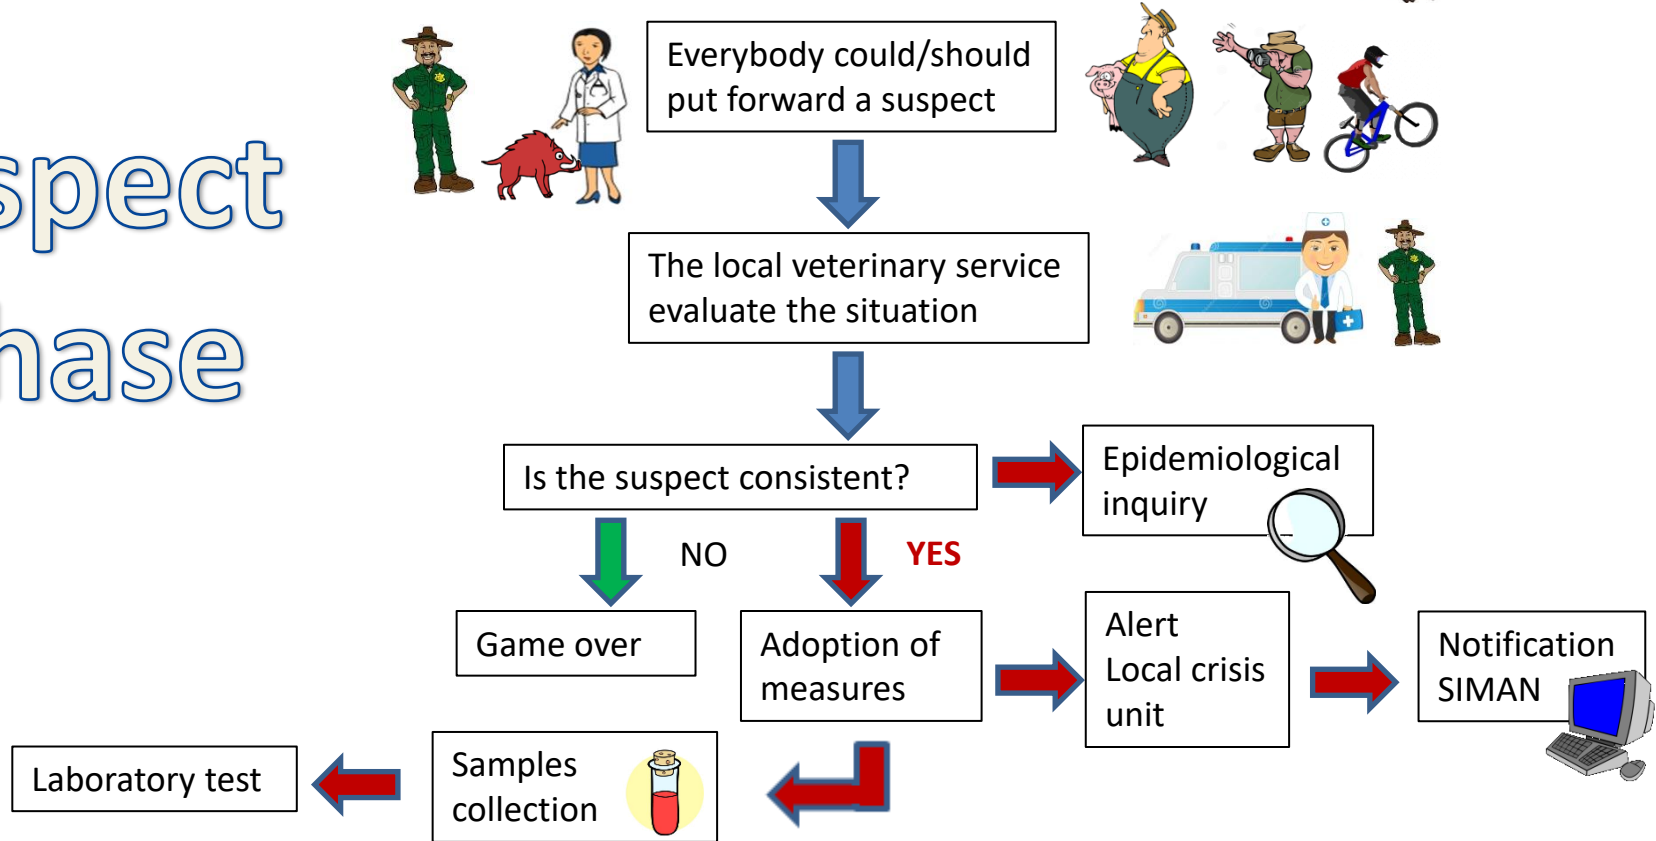 Everybody could/should
put forward a suspect
spect
hase
The local veterinary service
evaluate the situation
Is the suspect consistent?
Epidemiological
inquiry
NO
YES
Game over
Adoption of
measures
Alert
Local crisis
unit
Notification
SIMAN
Samples
collection
Laboratory test